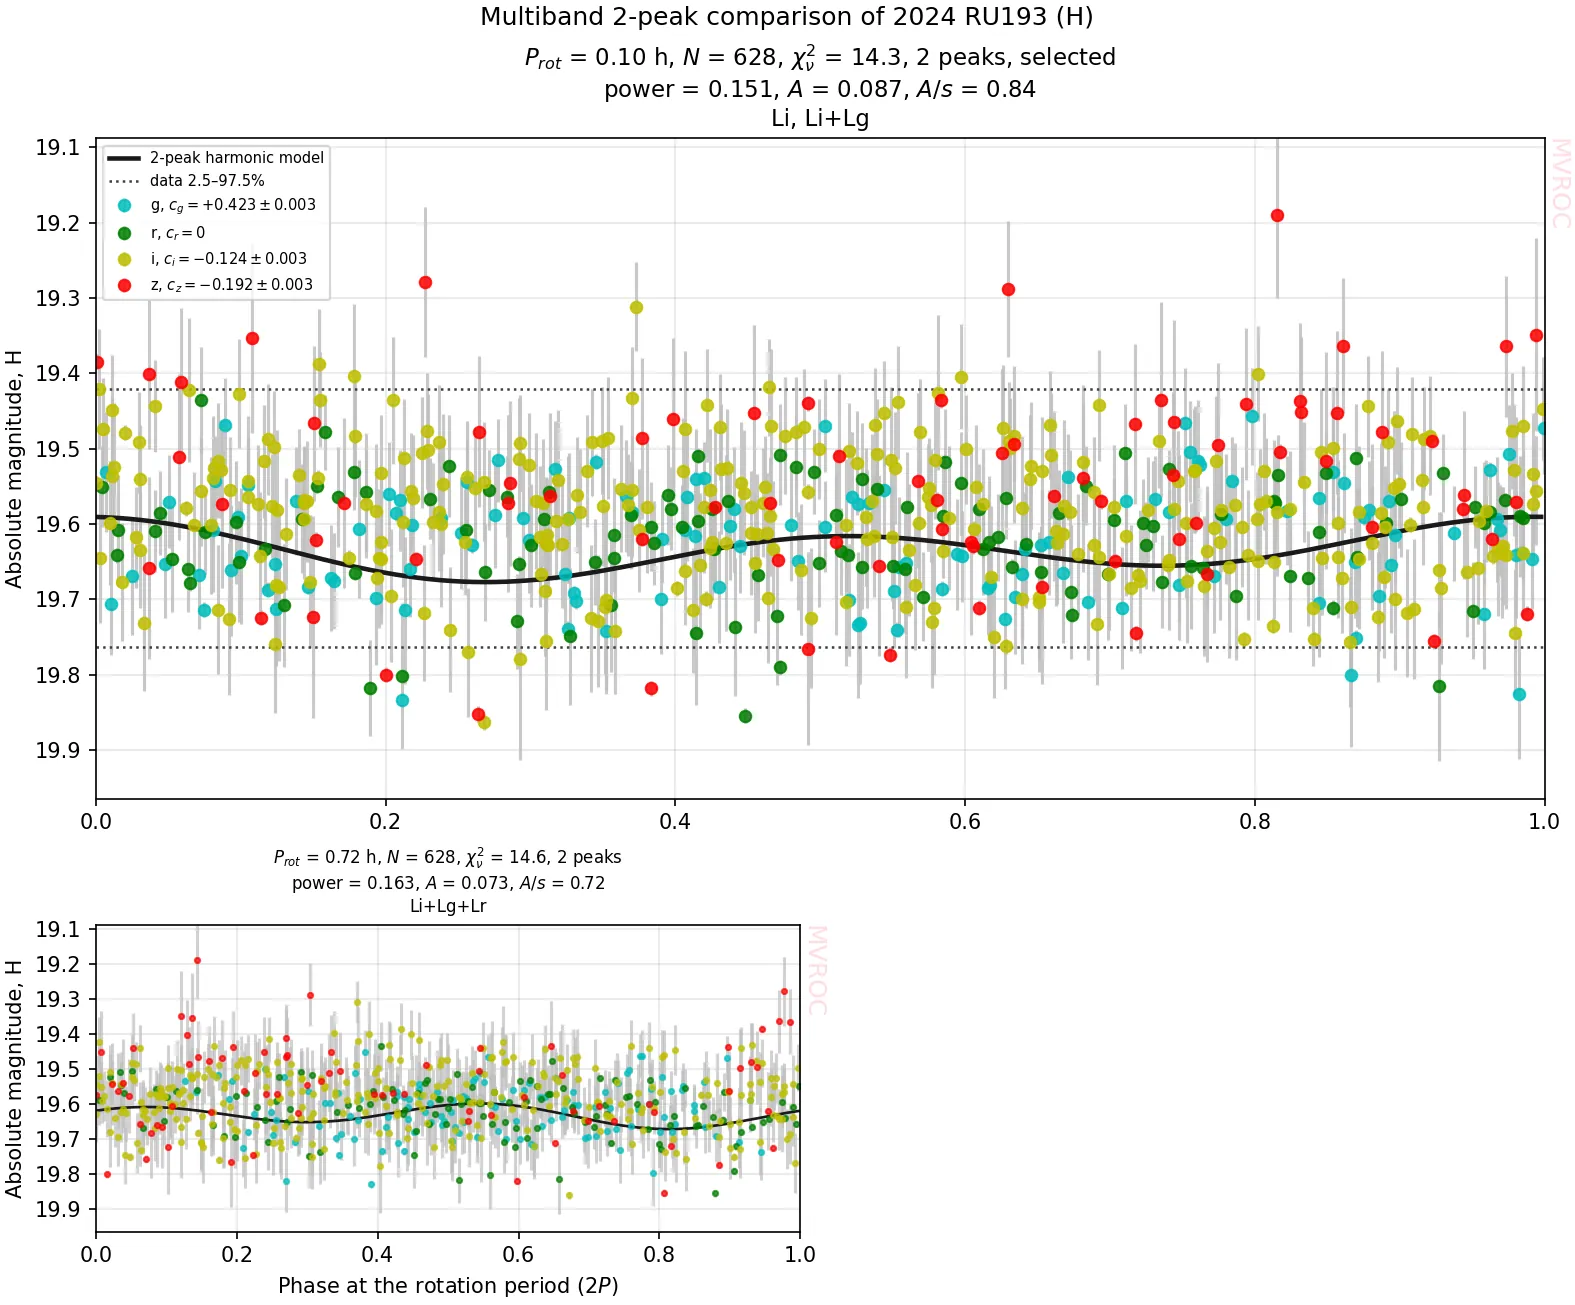 Multiband 2-peak comparison of 2024 RU193 (H)
P_rot = 0.10 h, N = 628, χ²_ν = 14.3, 2 peaks, selected
power = 0.151, A = 0.087, A/s = 0.84
Li, Li+Lg
2-peak harmonic model
data 2.5–97.5%
g, c_g = +0.423 ± 0.003
r, c_r = 0
i, c_i = −0.124 ± 0.003
z, c_z = −0.192 ± 0.003
19.1
19.2
19.3
19.4
19.5
19.6
19.7
19.8
19.9
Absolute magnitude, H
0.0 0.2 0.4 0.6 0.8 1.0
MVROC
P_rot = 0.72 h, N = 628, χ²_ν = 14.6, 2 peaks
power = 0.163, A = 0.073, A/s = 0.72
Li+Lg+Lr
19.1
19.2
19.3
19.4
19.5
19.6
19.7
19.8
19.9
Absolute magnitude, H
0.0 0.2 0.4 0.6 0.8 1.0
Phase at the rotation period (2P)
MVROC